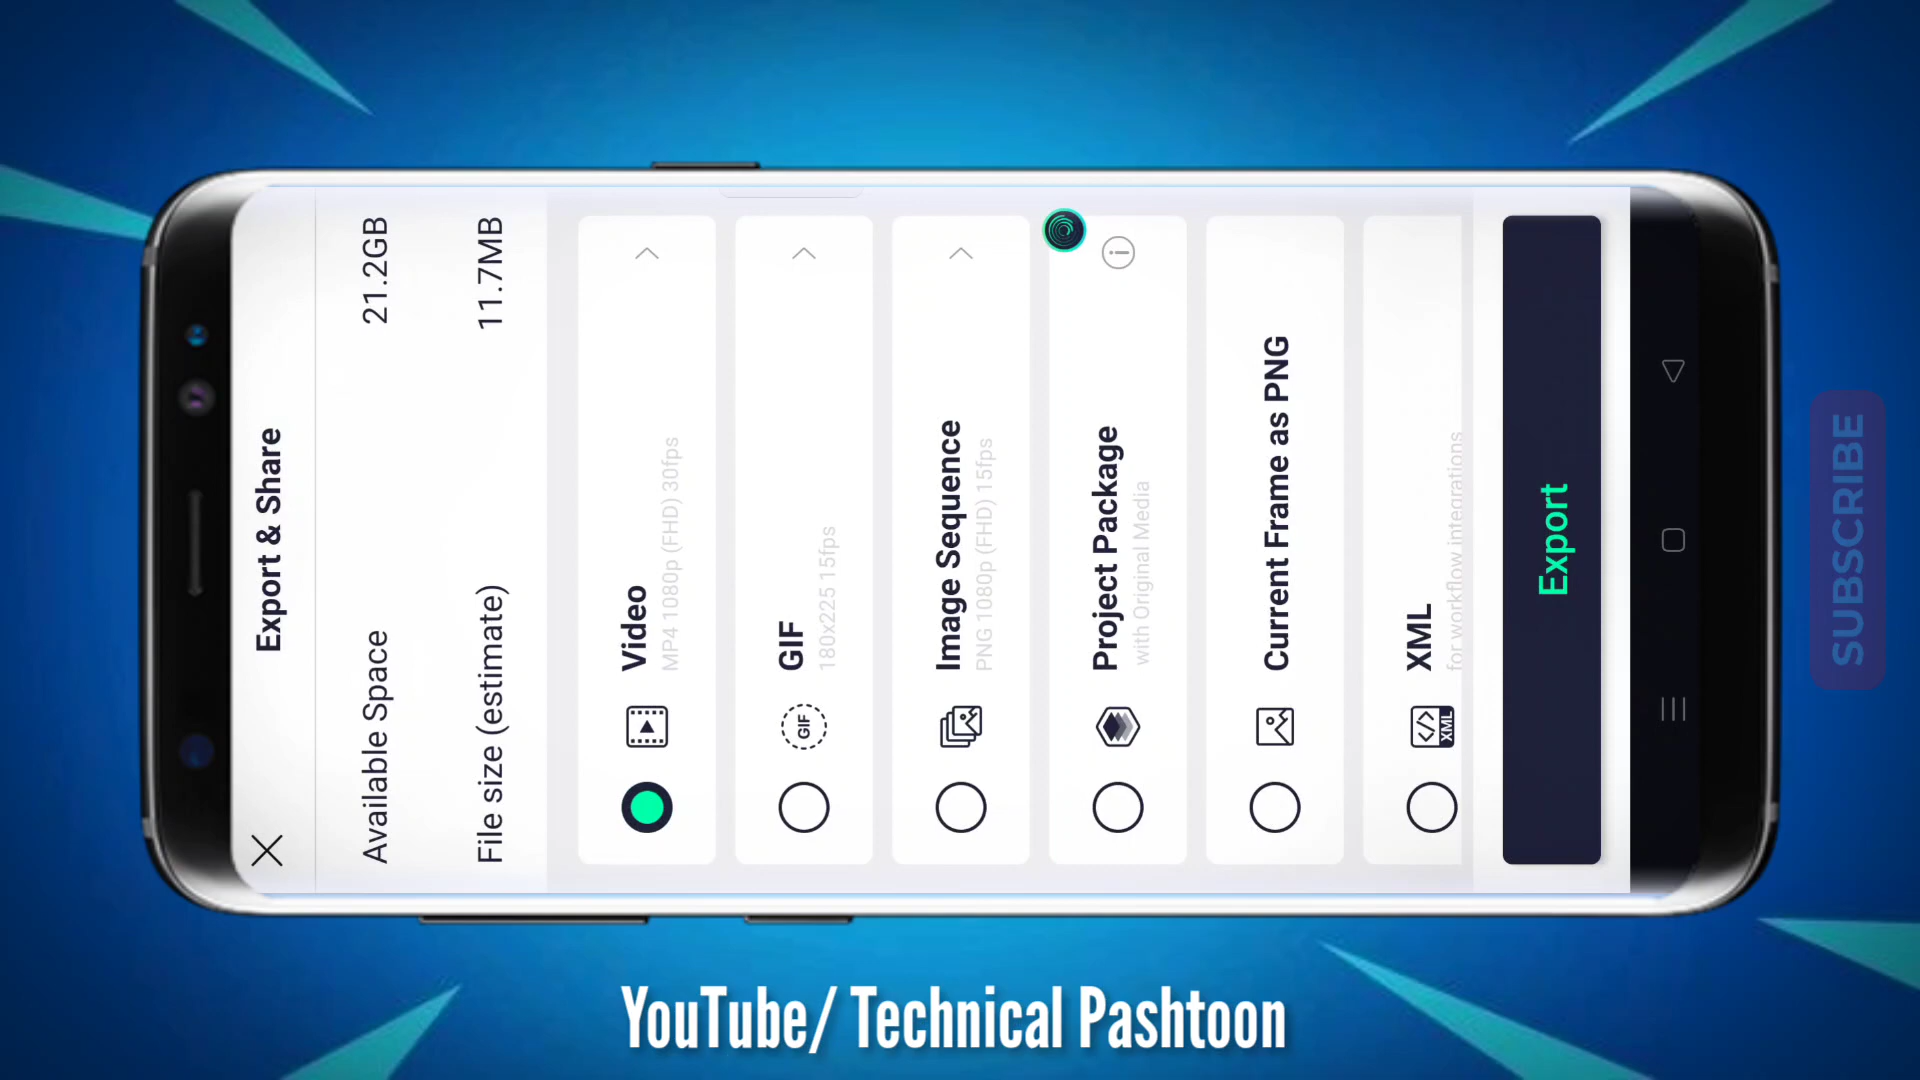 Export & Share
Available Space 21.2GB
File size (estimate) 11.7MB
Video
MP4 1080p (FHD) 30fps
GIF
GIF
180x225 15fps
Image Sequence
PNG 1080p (FHD) 15fps
Project Package
with Original Media
Current Frame as PNG
XML
XML
for workflow integrations
Export
SUBSCRIBE
YouTube/ Technical Pashtoon